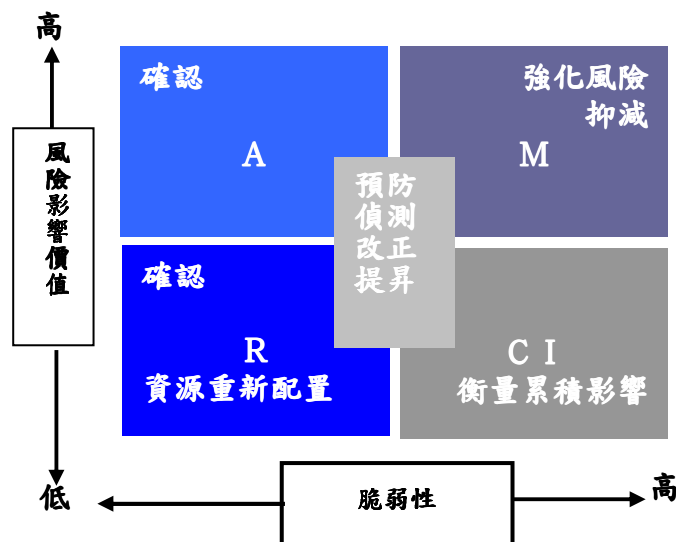 高
確認
A
強化風險
抑減
M
風險影響價值
預防
偵測
改正
提昇
確認
R
資源重新配置
CI
衡量累積影響
低
脆弱性
高